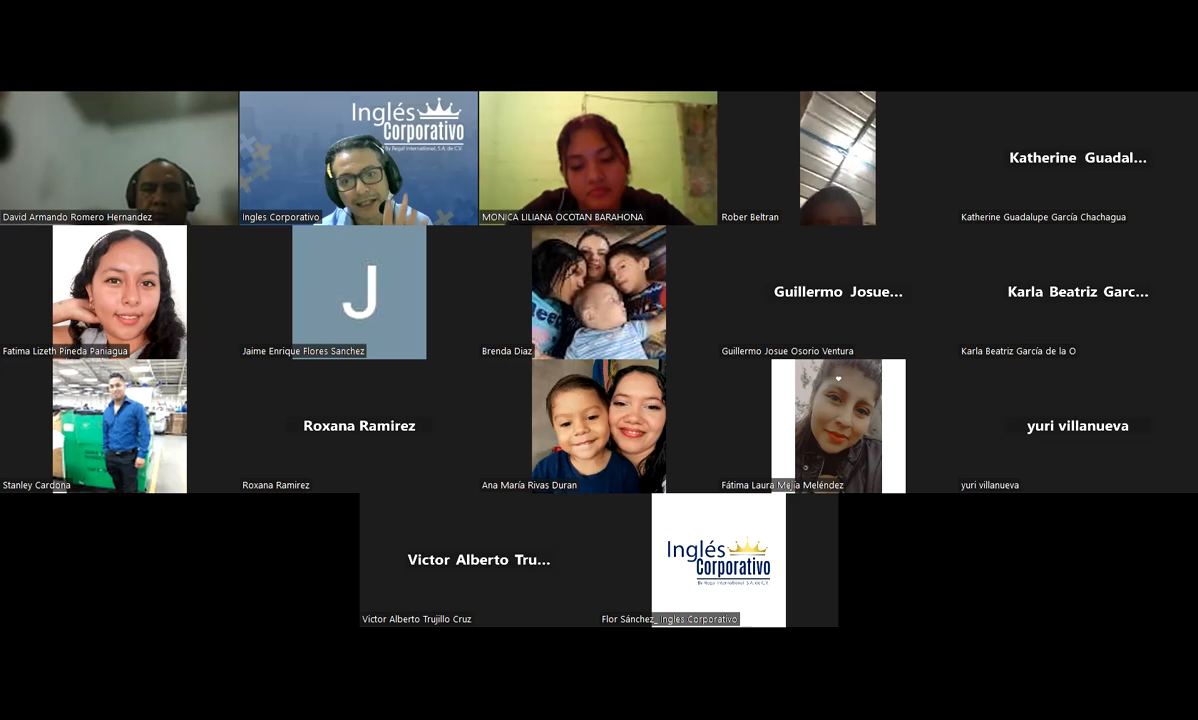 Inglés
Corporativo
By Regal International, S.A. de C.V.
David Armando Romero Hernandez
Ingles Corporativo
MONICA LILIANA OCOTAN BARAHONA
Rober Beltran
Katherine Guadal...
Katherine Guadalupe García Chachagua
Fatima Lizeth Pineda Paniagua
J
Jaime Enrique Flores Sanchez
Brenda Diaz
Guillermo Josue...
Guillermo Josue Osorio Ventura
Karla Beatriz Garc...
Karla Beatriz García de la O
Stanley Cardona
Roxana Ramirez
Roxana Ramirez
Ana María Rivas Duran
Fátima Laura Mejía Meléndez
yuri villanueva
yuri villanueva
Victor Alberto Tru...
Victor Alberto Trujillo Cruz
Inglés
Corporativo
By Regal International, S.A. de C.V.
Flor Sánchez_Ingles Corporativo